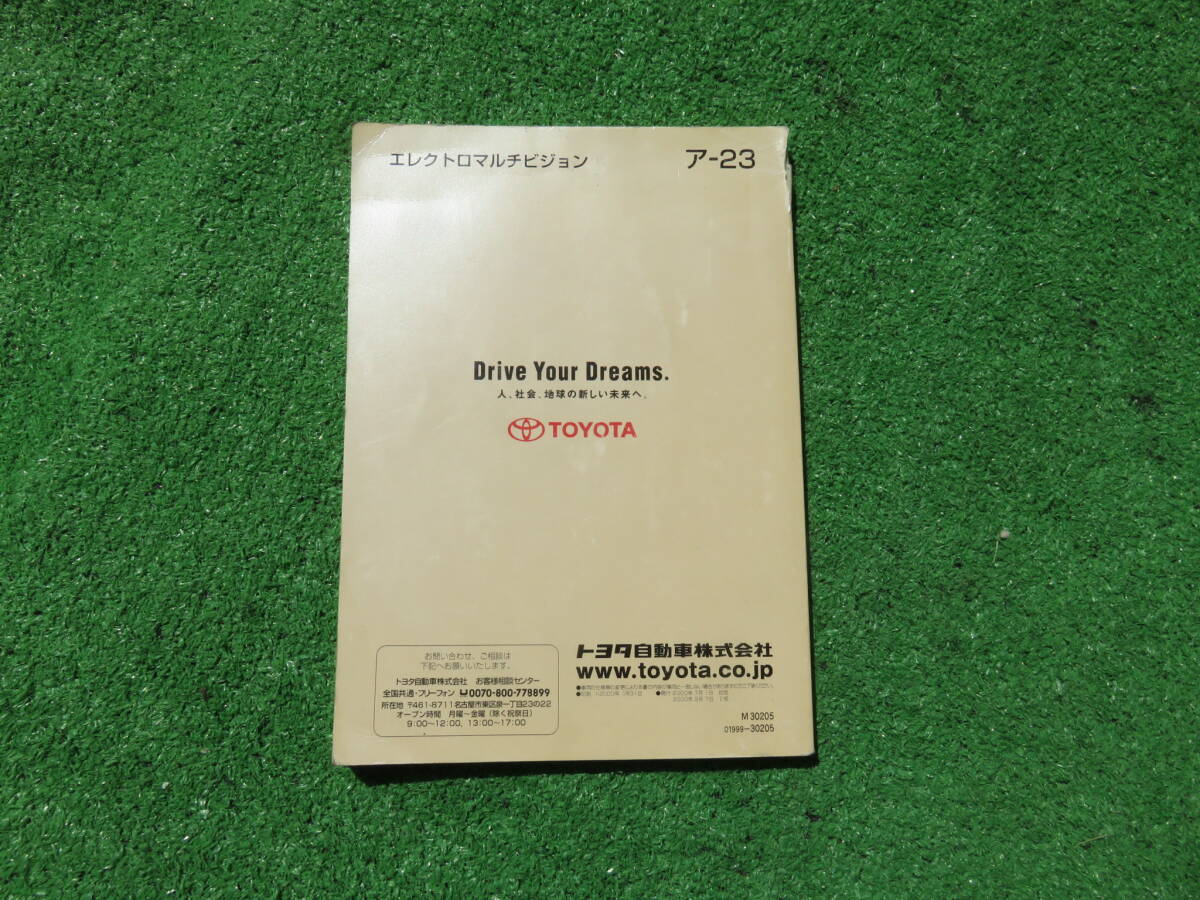 エレクトロマルチビジョン
ア-23
Drive Your Dreams.
人、社会、地球の新しい未来へ。
TOYOTA
お問い合わせ、ご相談は
下記へお願いいたします。
トヨタ自動車株式会社 お客様相談センター
全国共通・フリーフォン 0070-800-778899
所在地 〒461-8711名古屋市東区泉一丁目23の22
オープン時間 月曜〜金曜(除く祝祭日)
9:00〜12:00, 13:00〜17:00
トヨタ自動車株式会社
www.toyota.co.jp
M 30205
01999-30205